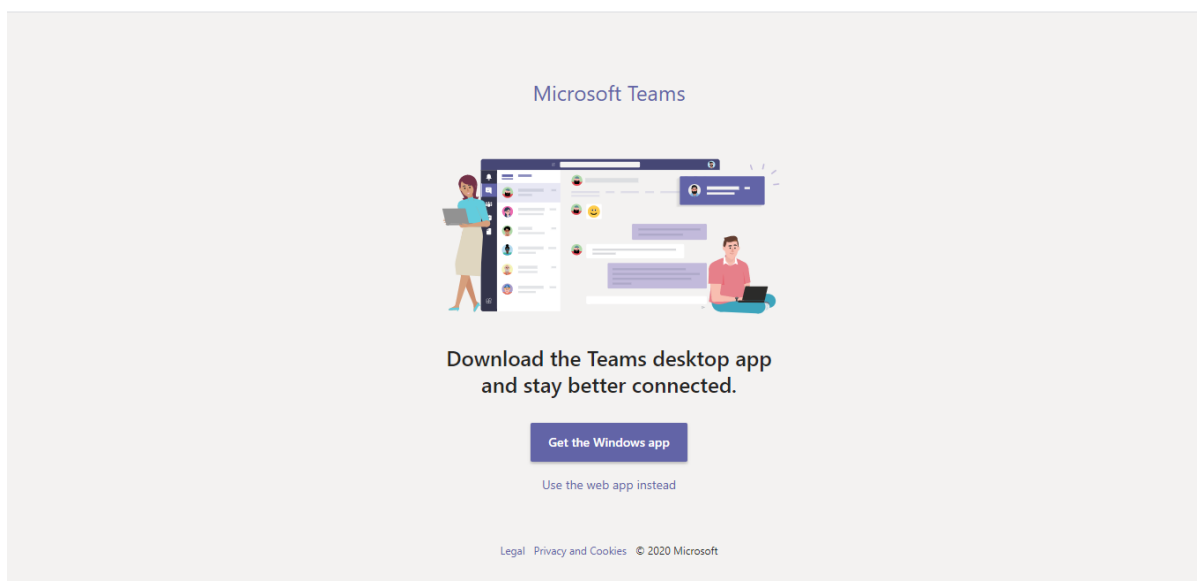 Microsoft Teams
Download the Teams desktop app
and stay better connected.
Get the Windows app
Use the web app instead
Legal Privacy and Cookies © 2020 Microsoft